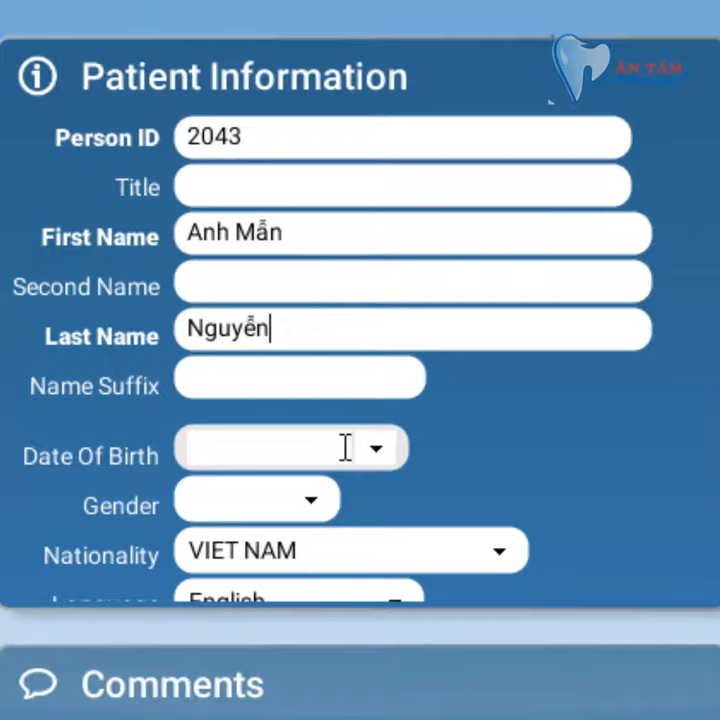 Patient Information
ÂN TÂM
Person ID 2043
Title
First Name Anh Mẫn
Second Name
Last Name Nguyễn
Name Suffix
Date Of Birth
Gender
Nationality VIET NAM
Language English
Comments